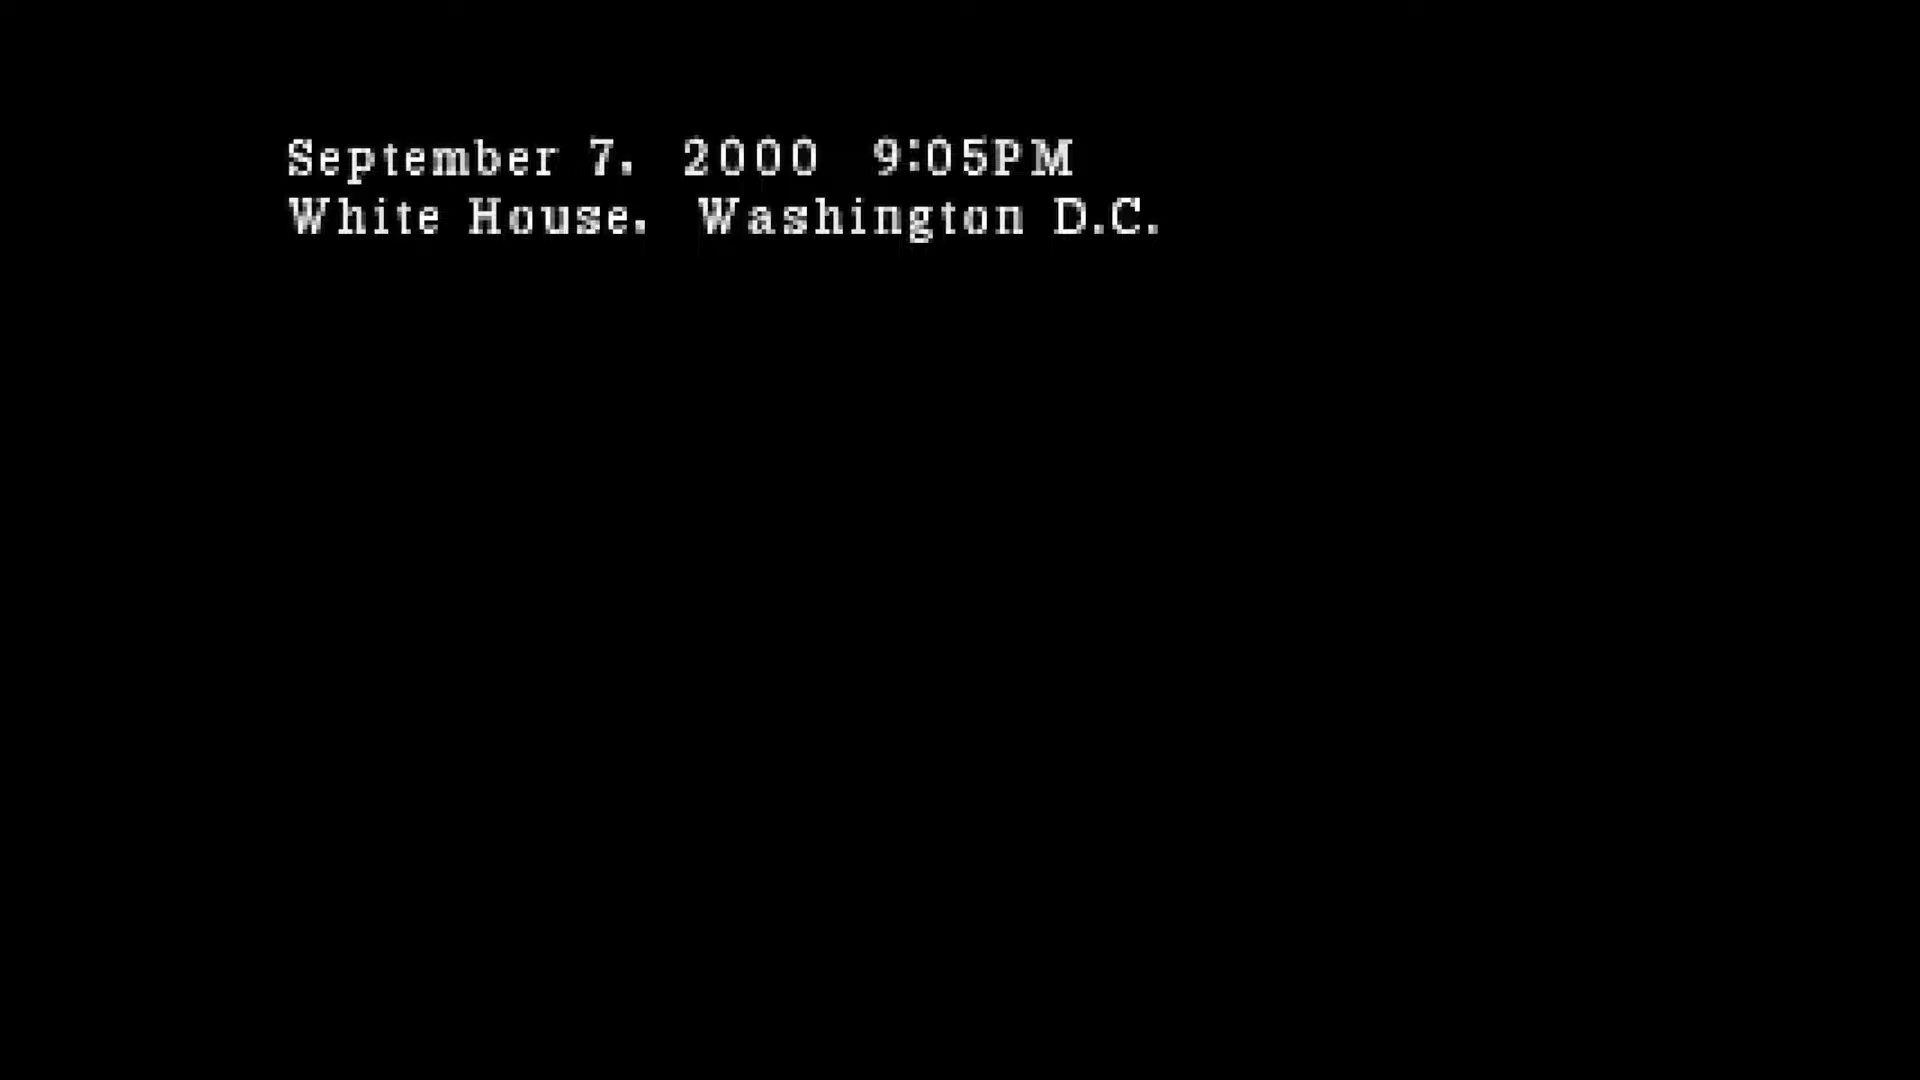 September 7, 2000 9:05PM
White House, Washington D.C.